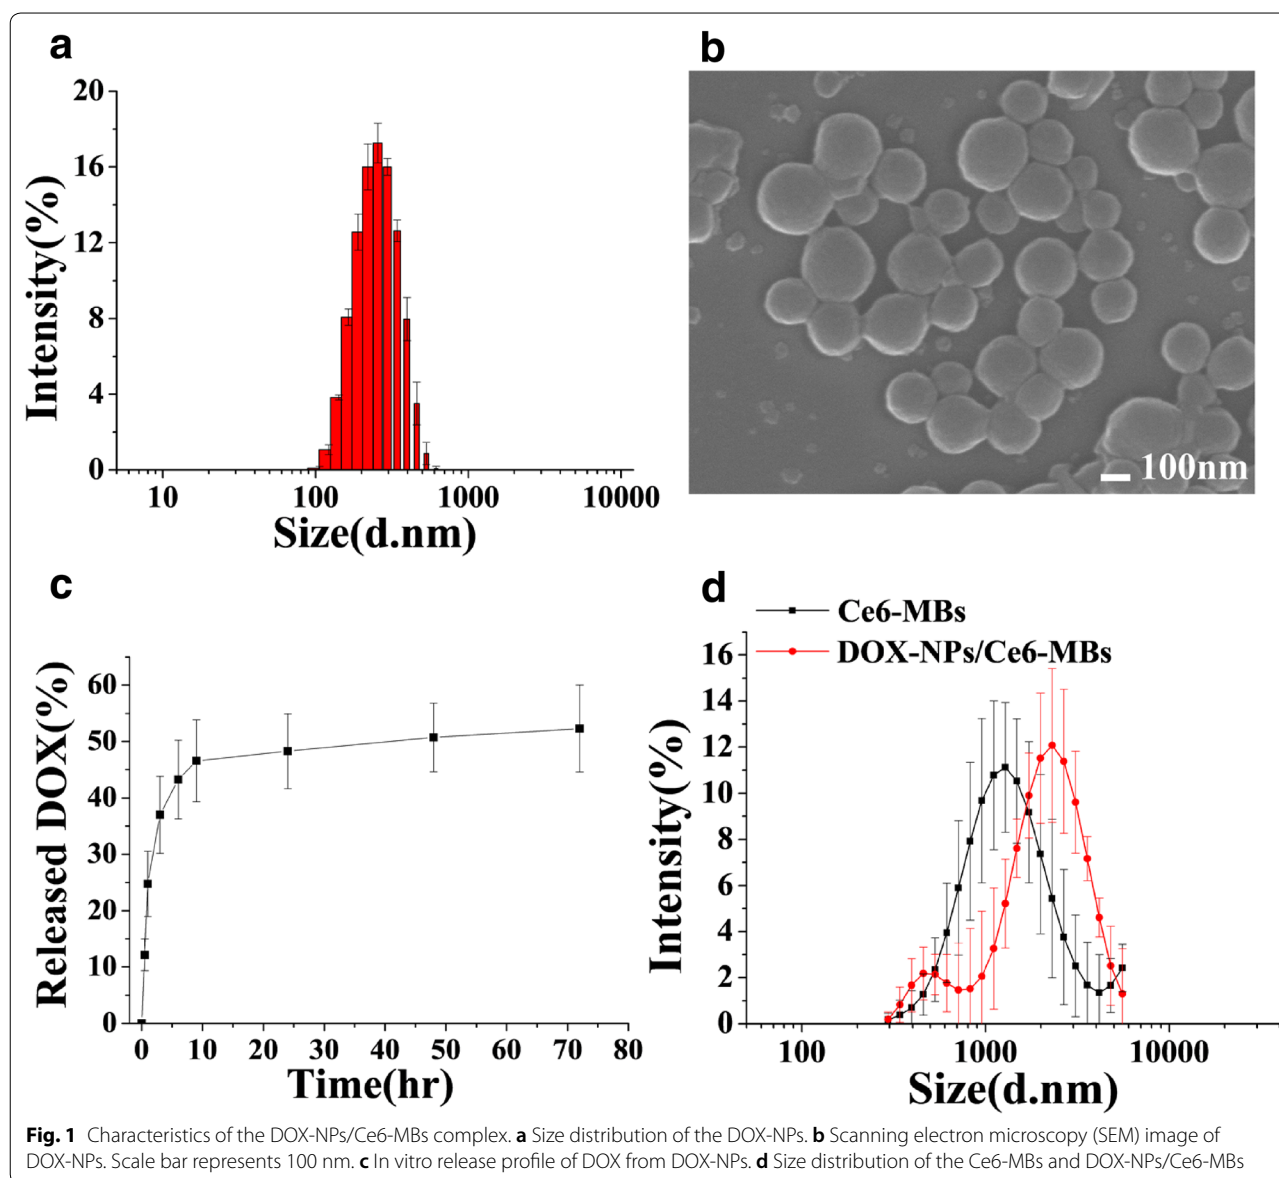 a
20
16
12
8
4
0
Intensity(%)
10 100 1000 10000
Size(d.nm)
b
100nm
c
60
50
40
30
20
10
0
Released DOX(%)
0 10 20 30 40 50 60 70 80
Time(hr)
d
Ce6-MBs
DOX-NPs/Ce6-MBs
16
14
12
10
8
6
4
2
0
Intensity(%)
100 1000 10000
Size(d.nm)
Fig. 1 Characteristics of the DOX-NPs/Ce6-MBs complex. a Size distribution of the DOX-NPs. b Scanning electron microscopy (SEM) image of
DOX-NPs. Scale bar represents 100 nm. c In vitro release profile of DOX from DOX-NPs. d Size distribution of the Ce6-MBs and DOX-NPs/Ce6-MBs